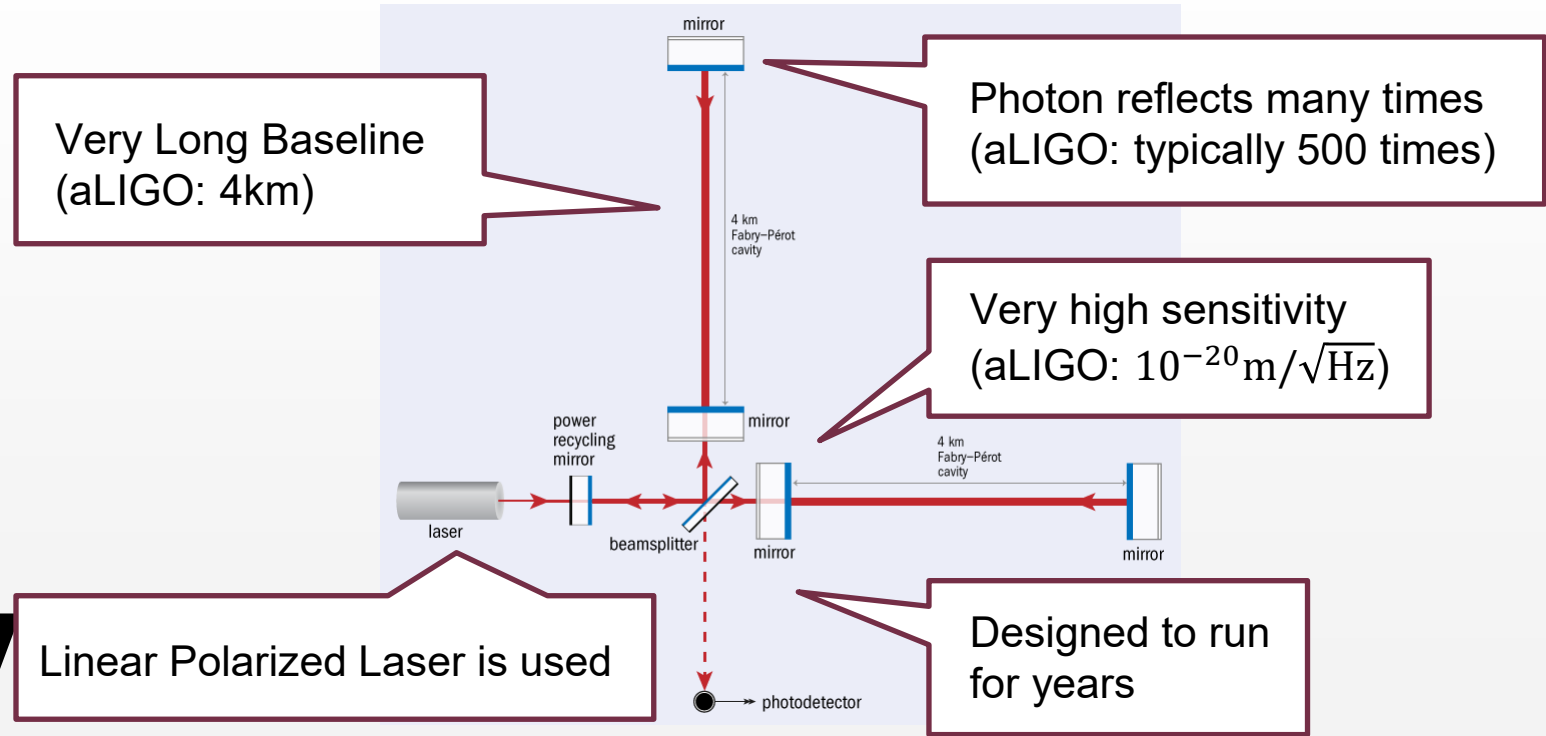 mirror
Photon reflects many times
(aLIGO: typically 500 times)
Very Long Baseline
(aLIGO: 4km)
4 km
Fabry–Pérot
cavity
Very high sensitivity
(aLIGO: 10⁻²⁰m/√Hz)
power
recycling
mirror
mirror
4 km
Fabry–Pérot
cavity
laser
beamsplitter
mirror
mirror
Linear Polarized Laser is used
Designed to run
for years
photodetector